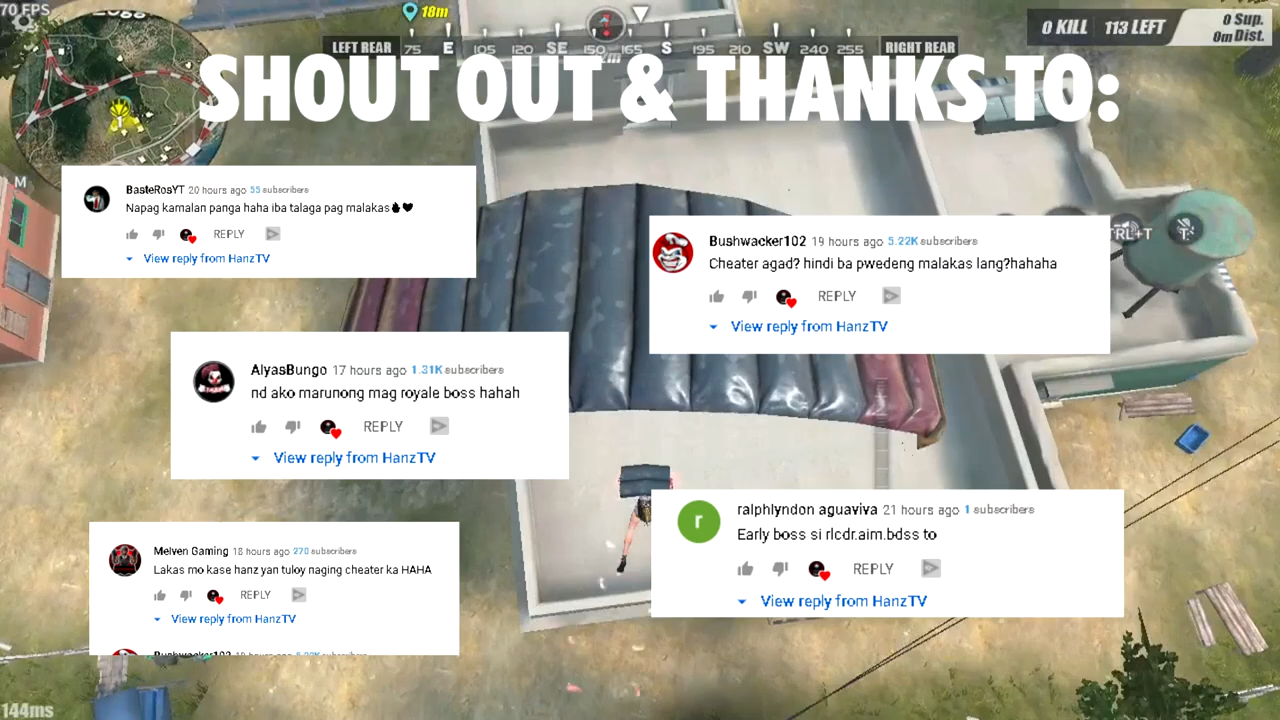 70 FPS
18m
0 KILL 113 LEFT
0 Sup.
0m Dist.
LEFT REAR 75 E 105 120 SE 150 165 S 195 210 SW 240 255 RIGHT REAR
SHOUT OUT & THANKS TO:
M
BasteRosYT 20 hours ago 55 subscribers
Napag kamalan panga haha iba talaga pag malakas
REPLY
View reply from HanzTV
Bushwacker102 19 hours ago 5.22K subscribers
Cheater agad? hindi ba pwedeng malakas lang?hahaha
REPLY
View reply from HanzTV
TRL+T
T
AlyasBungo 17 hours ago 1.31K subscribers
nd ako marunong mag royale boss hahah
REPLY
View reply from HanzTV
r
ralphlyndon aguaviva 21 hours ago 1 subscribers
Early boss si rlcdr.aim.bdss to
REPLY
View reply from HanzTV
Melven Gaming 18 hours ago 270 subscribers
Lakas mo kase hanz yan tuloy naging cheater ka HAHA
REPLY
View reply from HanzTV
144ms